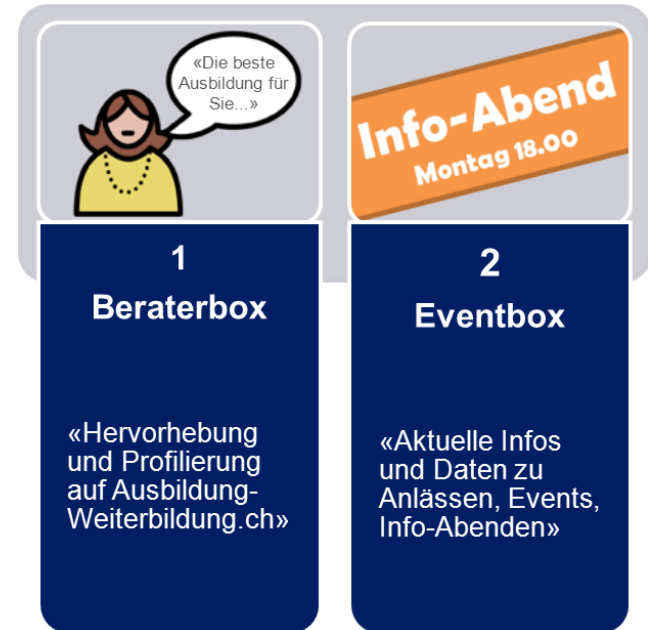 «Die beste
Ausbildung für
Sie...»
Info-Abend
Montag 18.00
1
Beraterbox
«Hervorhebung
und Profilierung
auf Ausbildung-
Weiterbildung.ch»
2
Eventbox
«Aktuelle Infos
und Daten zu
Anlässen, Events,
Info-Abenden»